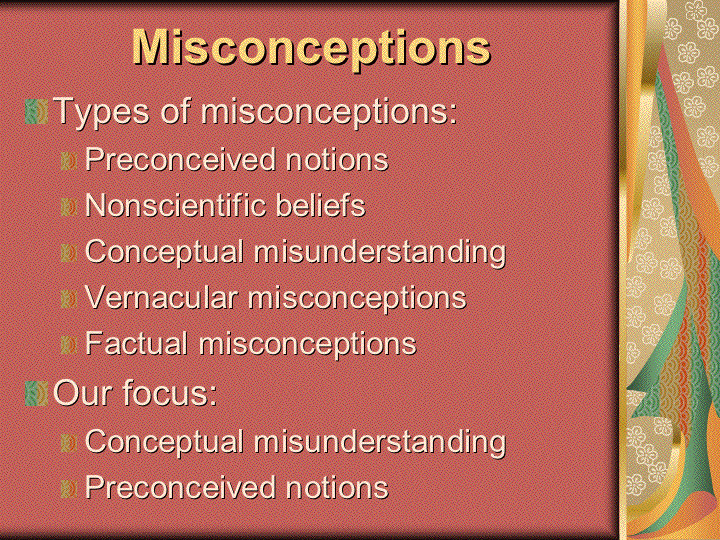 Misconceptions
Types of misconceptions:
Preconceived notions
Nonscientific beliefs
Conceptual misunderstanding
Vernacular misconceptions
Factual misconceptions
Our focus:
Conceptual misunderstanding
Preconceived notions